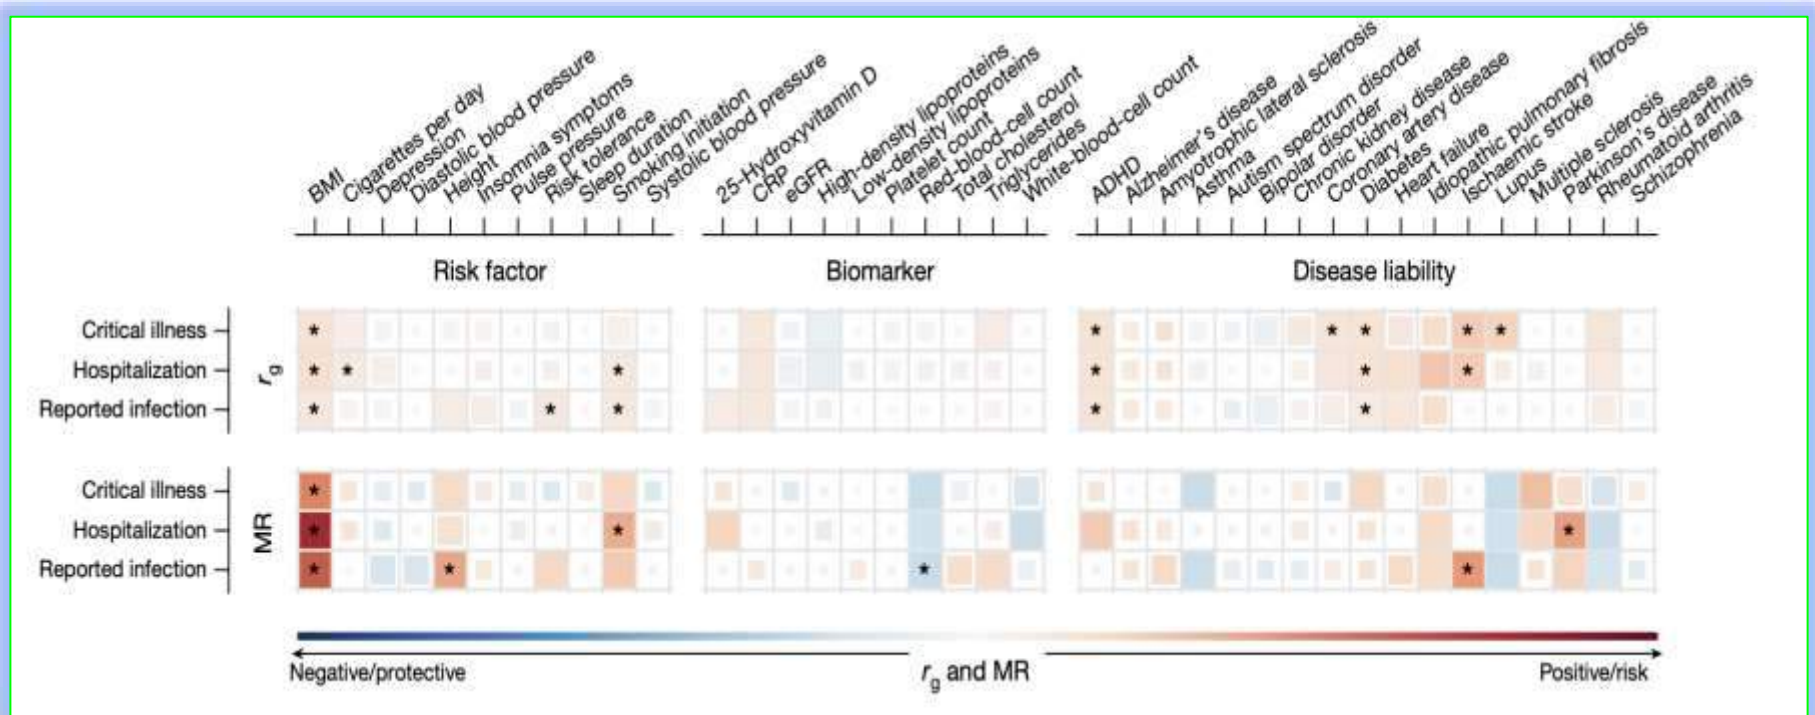 BMI
Cigarettes per day
Depression
Diastolic blood pressure
Height
Insomnia symptoms
Pulse pressure
Risk tolerance
Sleep duration
Smoking initiation
Systolic blood pressure
25-Hydroxyvitamin D
CRP
eGFR
High-density lipoproteins
Low-density lipoproteins
Platelet count
Red-blood-cell count
Total cholesterol
Triglycerides
White-blood-cell count
ADHD
Alzheimer's disease
Amyotrophic lateral sclerosis
Asthma
Autism spectrum disorder
Bipolar disorder
Chronic kidney disease
Coronary artery disease
Diabetes
Heart failure
Idiopathic pulmonary fibrosis
Ischaemic stroke
Lupus
Multiple sclerosis
Parkinson's disease
Rheumatoid arthritis
Schizophrenia
Risk factor
Biomarker
Disease liability
rg
Critical illness
* * * * * *
Hospitalization
* * * * * *
Reported infection
* * * * *
MR
Critical illness
*
Hospitalization
* * *
Reported infection
* * * *
Negative/protective
rg and MR
Positive/risk